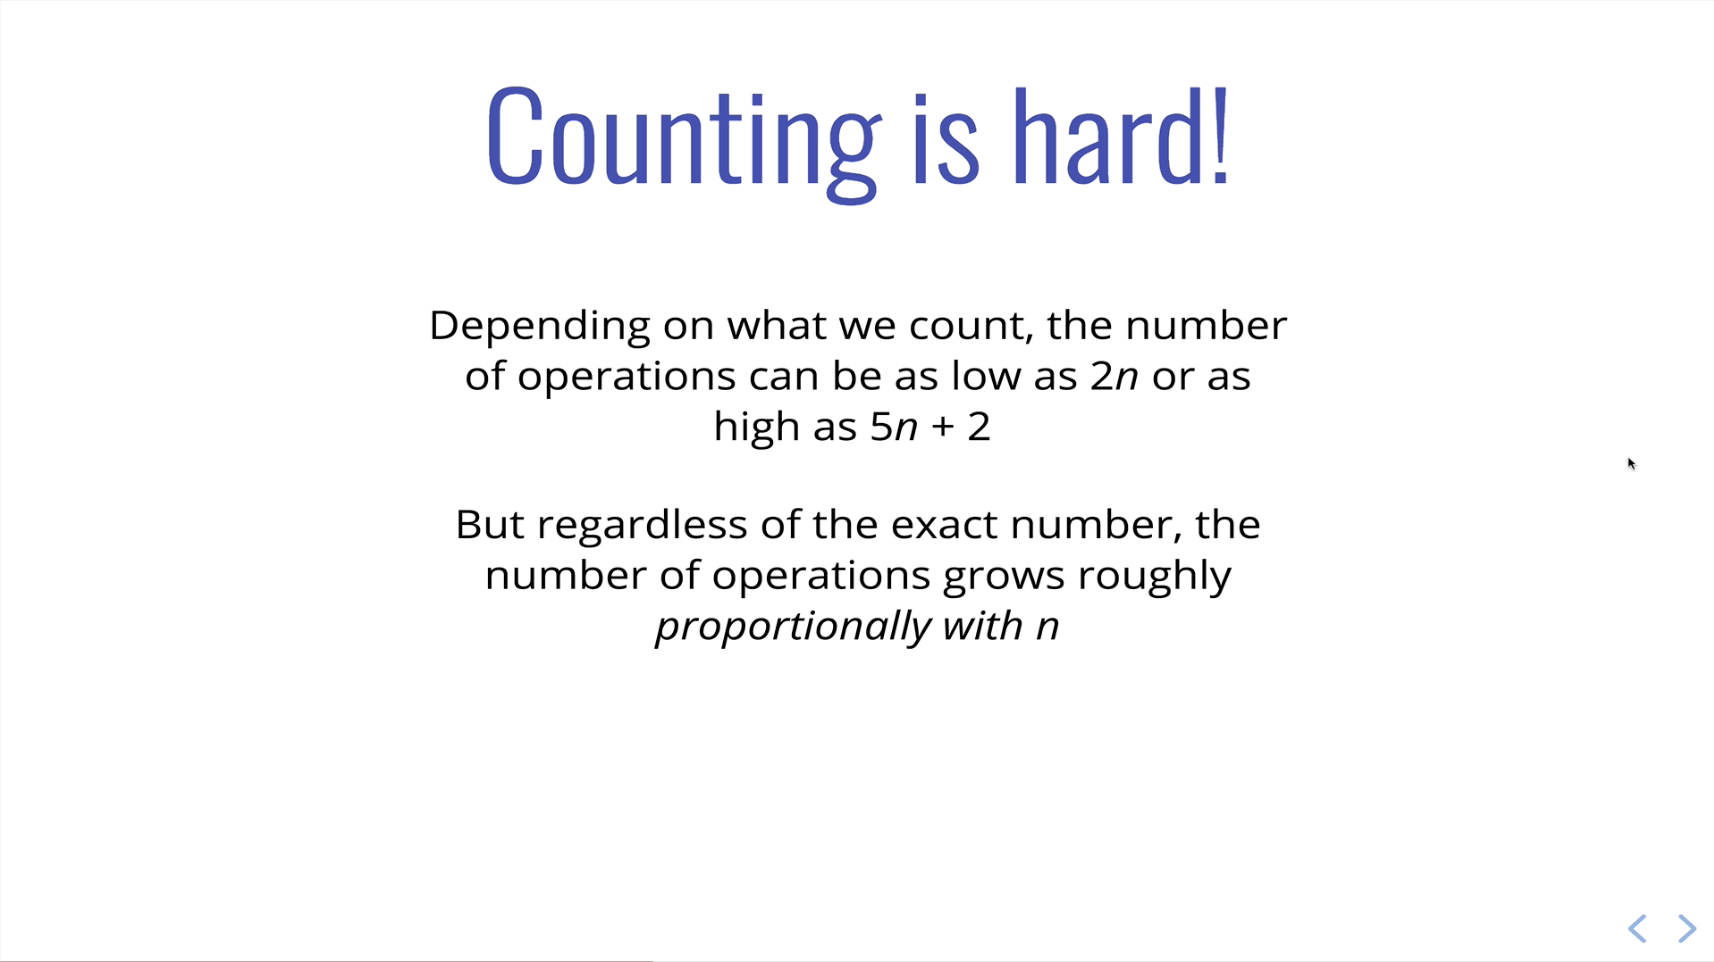 Counting is hard!
Depending on what we count, the number
of operations can be as low as 2n or as
high as 5n + 2
But regardless of the exact number, the
number of operations grows roughly
proportionally with n